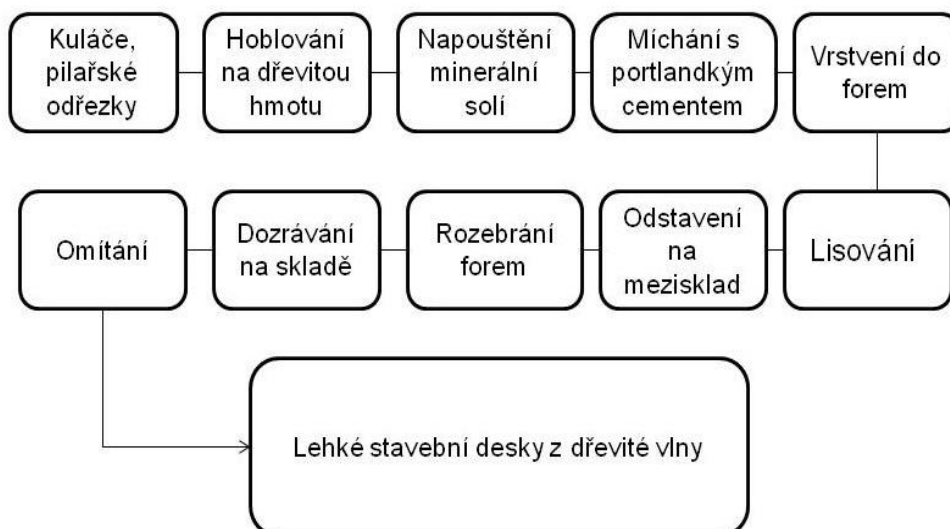 Kuláče,
pilařské
odřezky
Hoblování
na dřevitou
hmotu
Napouštění
minerální
solí
Míchání s
portlandkým
cementem
Vrstvení do
forem
Lisování
Odstavení
na
mezisklad
Rozebrání
forem
Dozrávání
na skladě
Omítání
Lehké stavební desky z dřevité vlny